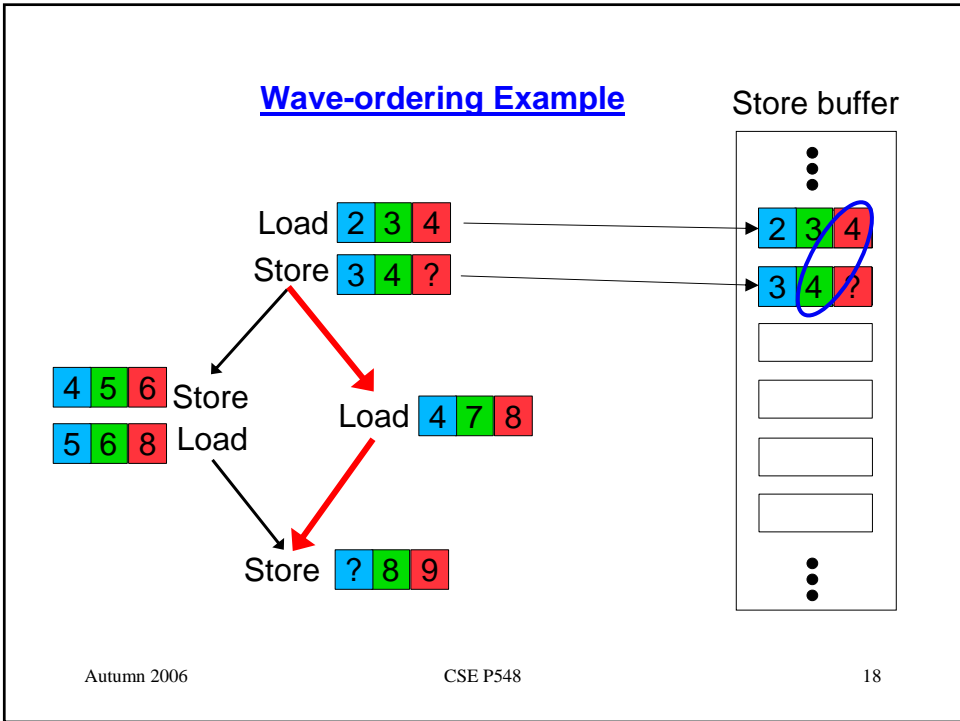 Wave-ordering Example
Store buffer
Load 2 3 4
2 3 4
Store 3 4 ?
3 4 ?
4 5 6 Store
5 6 8 Load
Load 4 7 8
Store ? 8 9
Autumn 2006 CSE P548 18